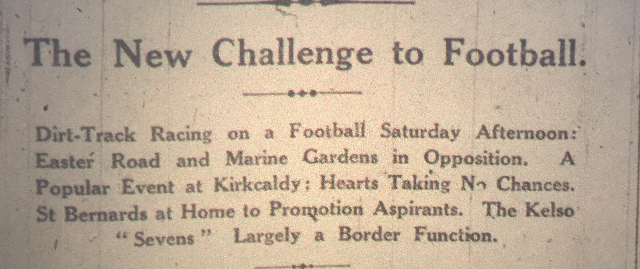 The New Challenge to Football.
Dirt-Track Racing on a Football Saturday Afternoon:
Easter Road and Marine Gardens in Opposition. A
Popular Event at Kirkcaldy: Hearts Taking No Chances.
St Bernards at Home to Promotion Aspirants. The Kelso
"Sevens" Largely a Border Function.